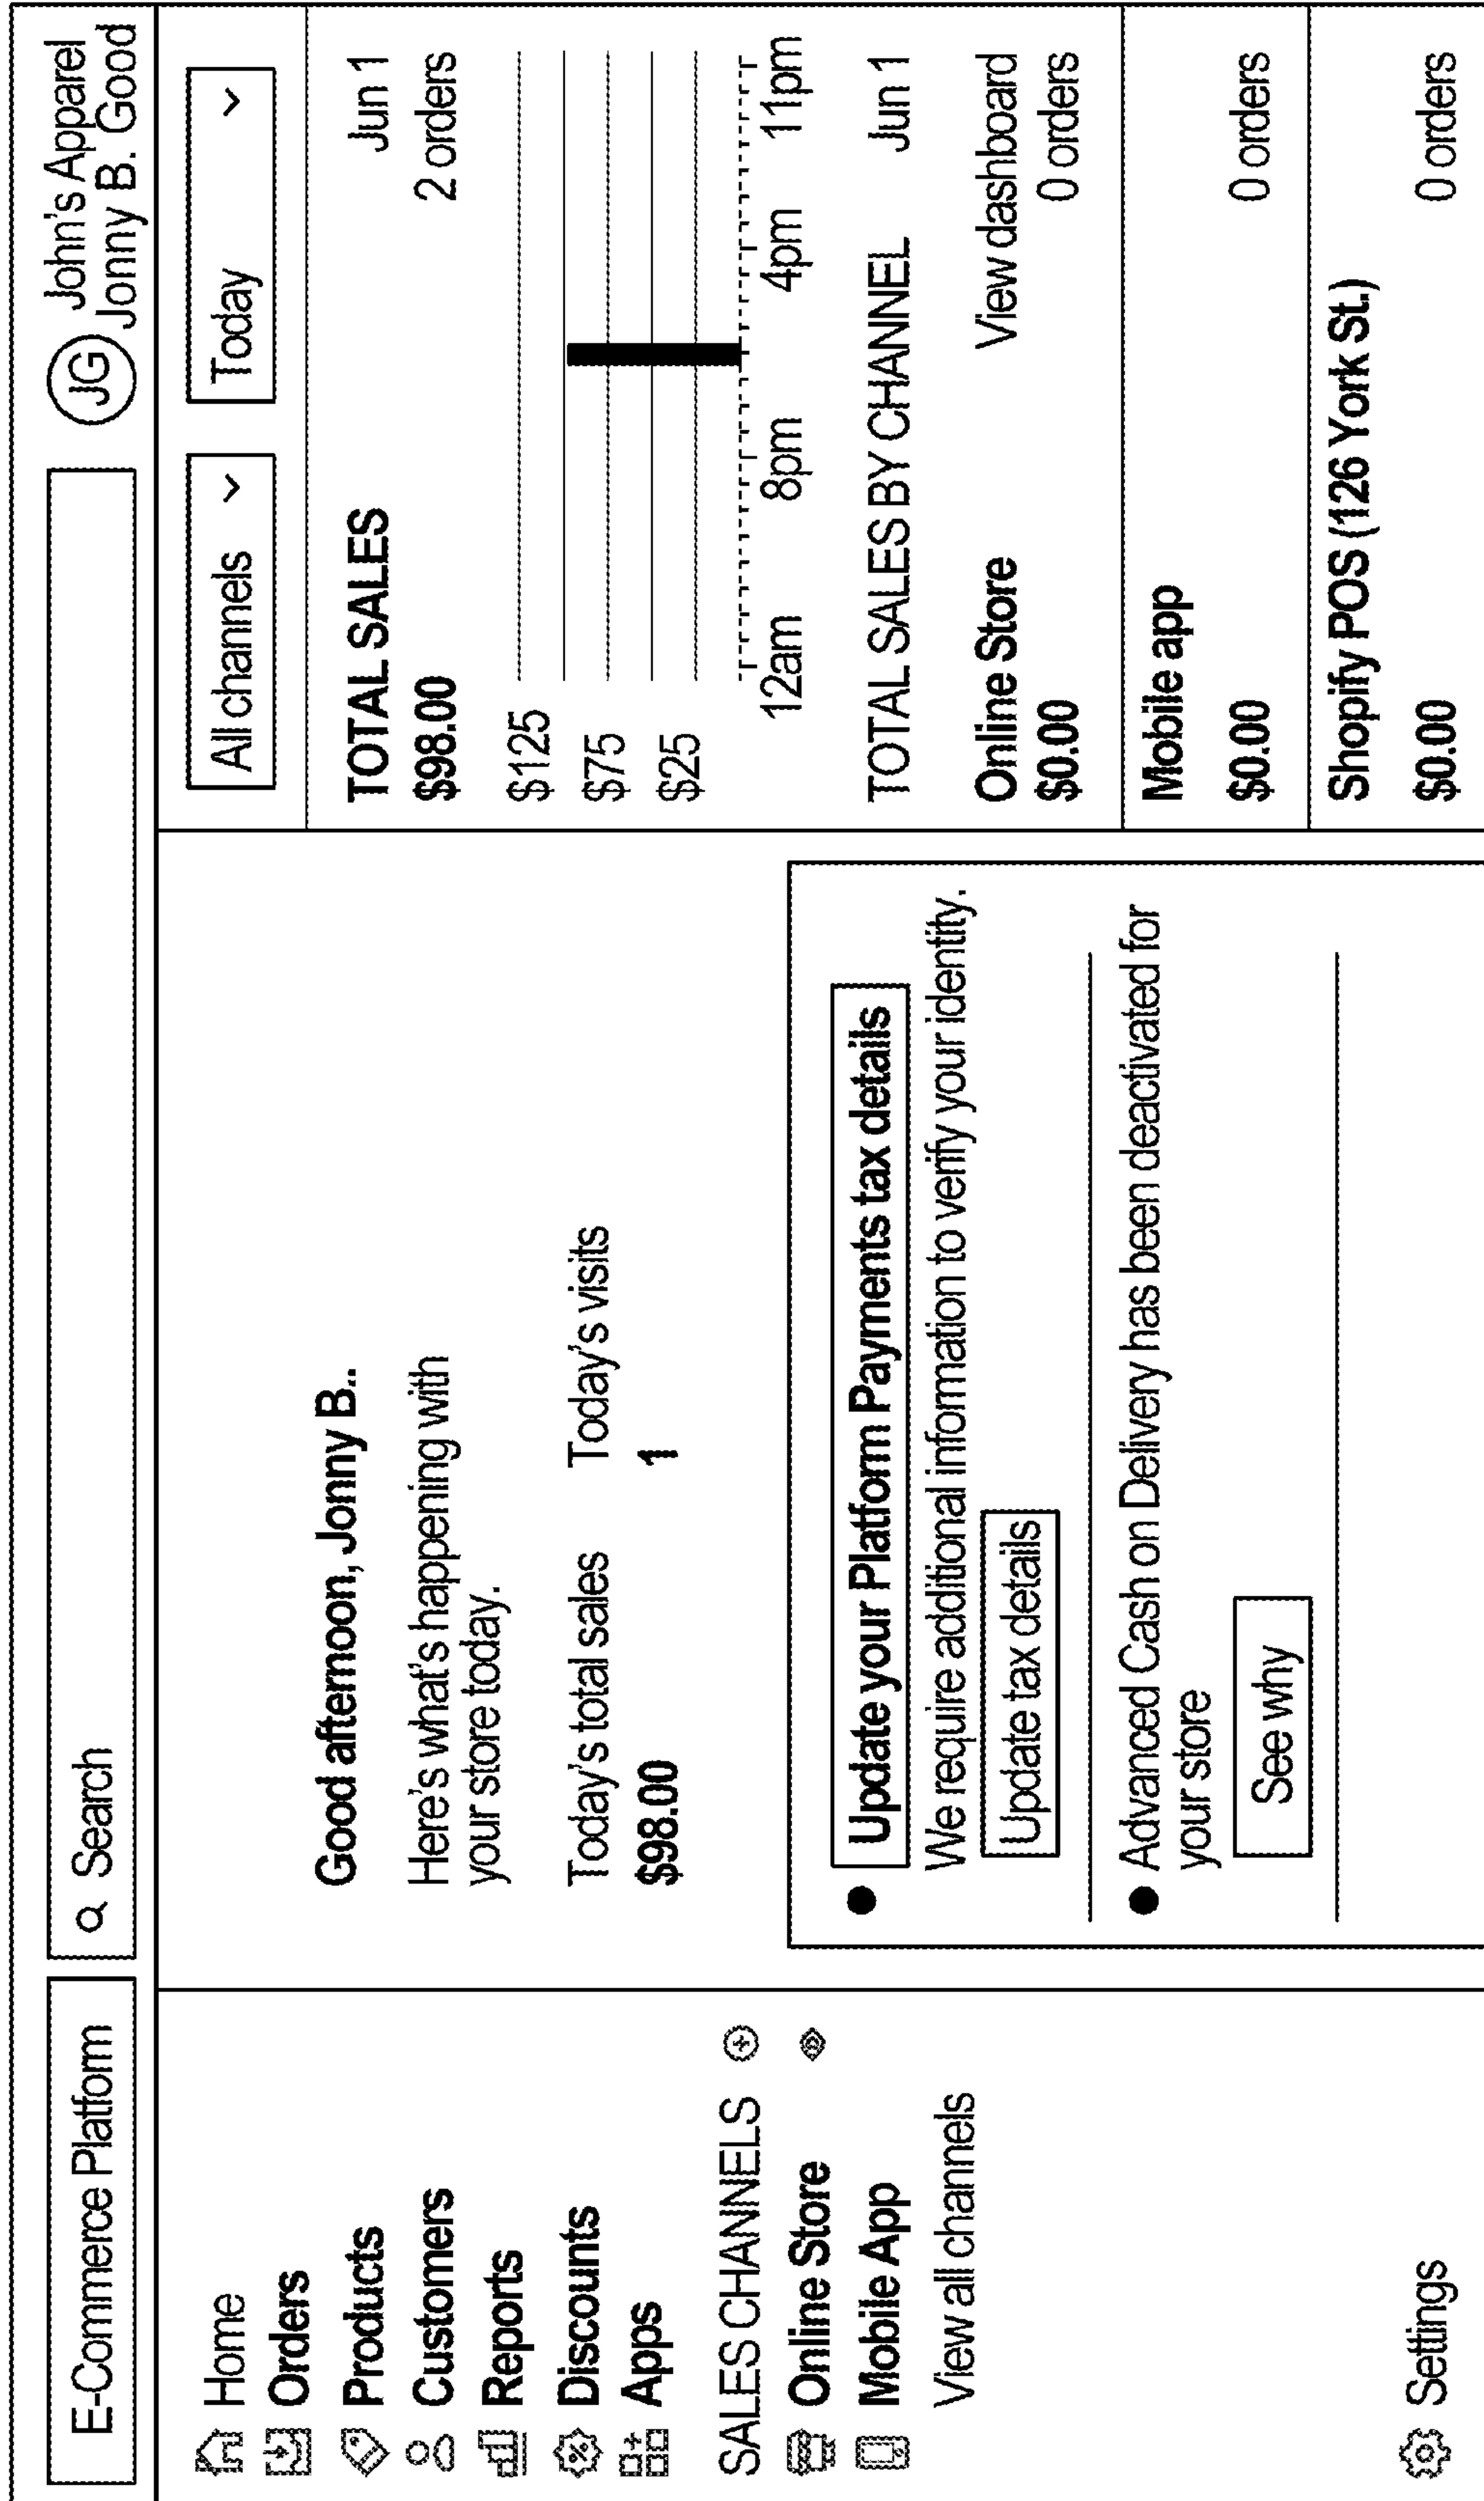 E-Commerce Platform
Search
JG
John's Apparel
Jonny B. Good
Home
Orders
Products
Customers
Reports
Discounts
Apps
SALES CHANNELS
Online Store
Mobile App
View all channels
Settings
Good afternoon, Jonny B..
Here's what's happening with
your store today.
Today's total sales Today's visits
$98.00 1
Update your Platform Payments tax details
We require additional information to verify your identity.
Update tax details
Advanced Cash on Delivery has been deactivated for
your store
See why
All channels Today
TOTAL SALES Jun 1
$98.00 2 orders
$125
$75
$25
12am 8pm 4pm 11pm
TOTAL SALES BY CHANNEL Jun 1
Online Store View dashboard
$0.00 0 orders
Mobile app
$0.00 0 orders
Shopify POS (126 York St.)
$0.00 0 orders